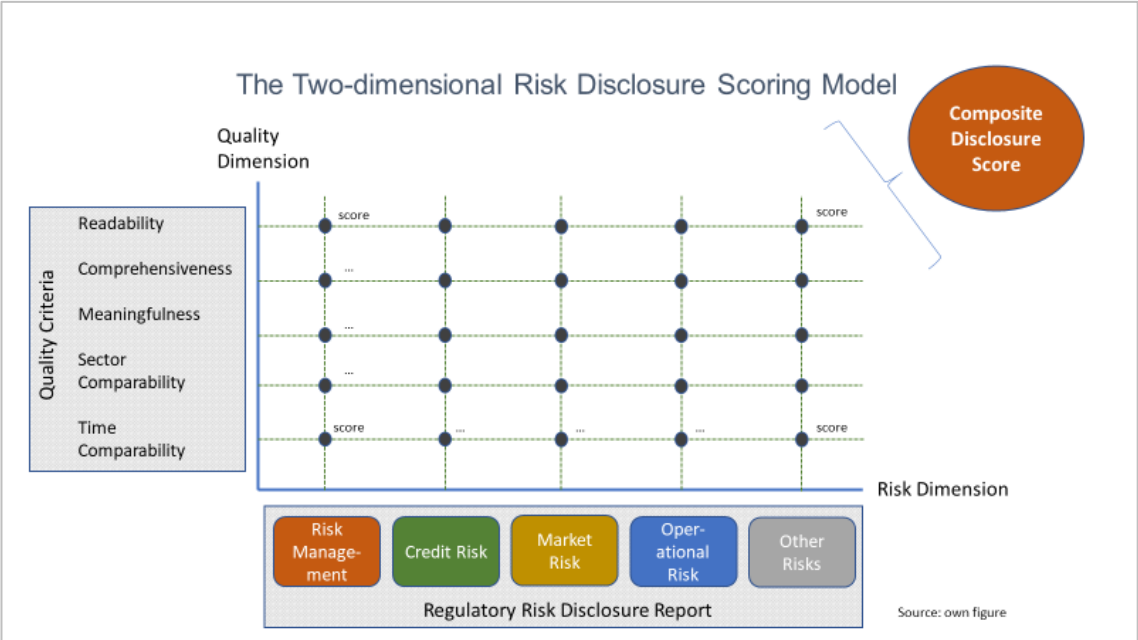 The Two-dimensional Risk Disclosure Scoring Model
Composite
Disclosure
Score
Quality
Dimension
Quality Criteria
Readability
Comprehensiveness
Meaningfulness
Sector
Comparability
Time
Comparability
score
score
...
...
...
score
...
...
...
score
Risk Dimension
Risk
Manage-
ment
Credit Risk
Market
Risk
Oper-
ational
Risk
Other
Risks
Regulatory Risk Disclosure Report
Source: own figure